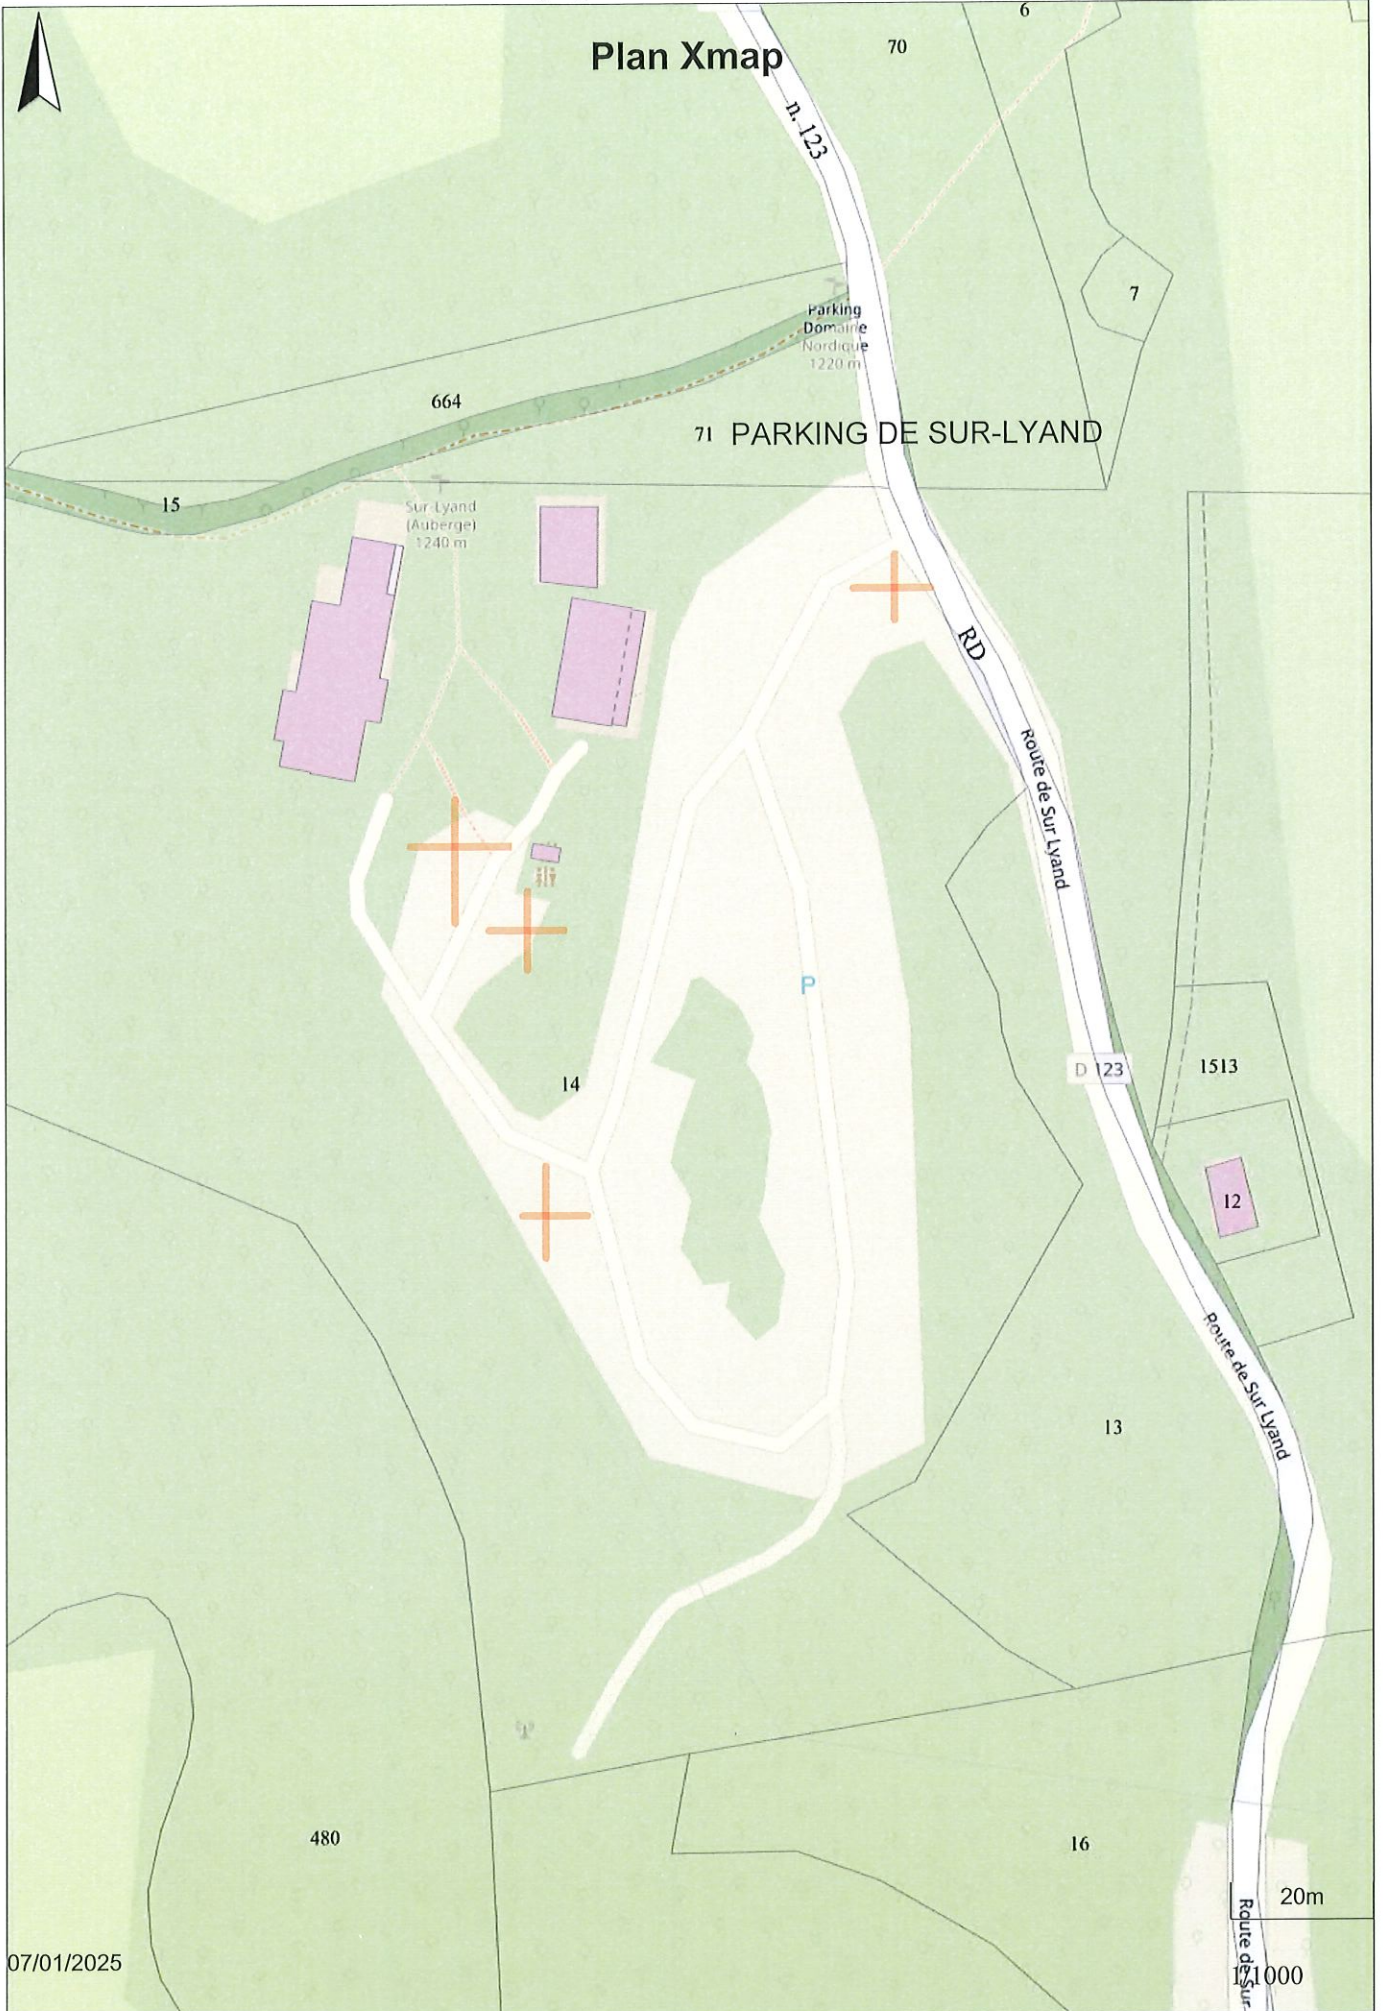 6
70
Plan Xmap
n. 123
7
Parking
Domaine
Nordique
1220 m
664
71 PARKING DE SUR-LYAND
15
Sur-Lyand
(Auberge)
1240 m
RD
Route de Sur Lyand
P
D 123
1513
14
12
Route de Sur Lyand
13
480
16
20m
Route de Sur
07/01/2025
1/1000